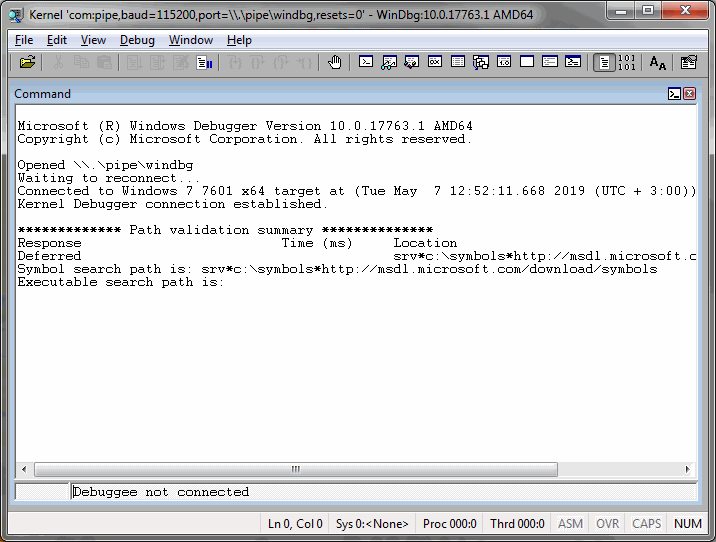 Kernel 'com:pipe,baud=115200,port=\\.\pipe\windbg,resets=0' - WinDbg:10.0.17763.1 AMD64
File Edit View Debug Window Help
Command
Microsoft (R) Windows Debugger Version 10.0.17763.1 AMD64
Copyright (c) Microsoft Corporation. All rights reserved.
Opened \\.\pipe\windbg
Waiting to reconnect...
Connected to Windows 7 7601 x64 target at (Tue May  7 12:52:11.668 2019 (UTC + 3:00))
Kernel Debugger connection established.
************* Path validation summary **************
Response Time (ms) Location
Deferred srv*c:\symbols*http://msdl.microsoft.c
Symbol search path is: srv*c:\symbols*http://msdl.microsoft.com/download/symbols
Executable search path is:
Debuggee not connected
Ln 0, Col 0 Sys 0:<None> Proc 000:0 Thrd 000:0 ASM OVR CAPS NUM